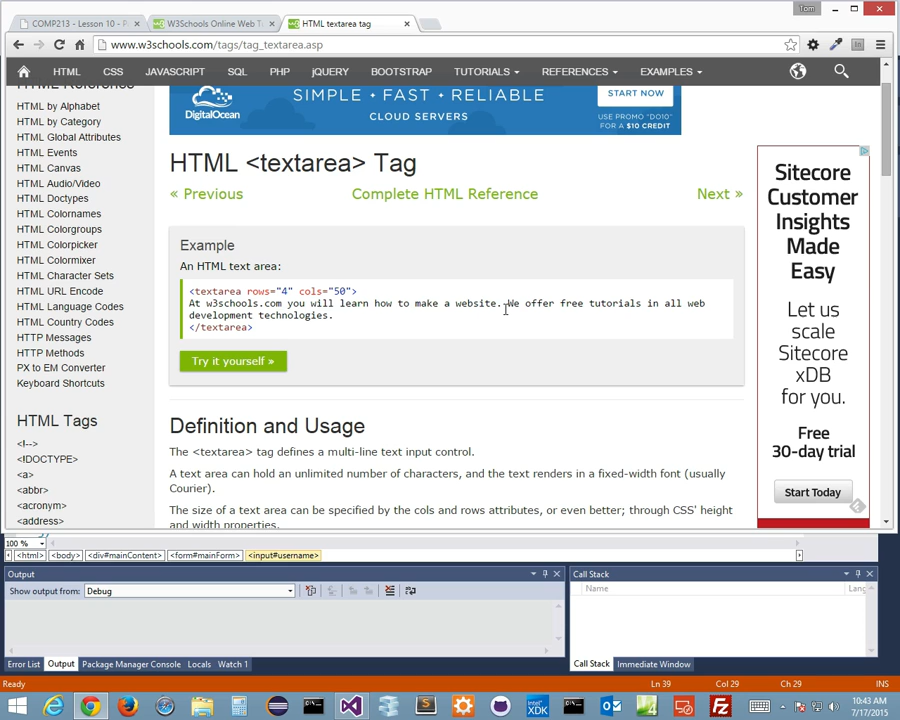 Tom
COMP213 - Lesson 10 - P
W3Schools Online Web T
HTML textarea tag
www.w3schools.com/tags/tag_textarea.asp
HTML CSS JAVASCRIPT SQL PHP jQUERY BOOTSTRAP TUTORIALS REFERENCES EXAMPLES
HTML Reference
HTML by Alphabet
HTML by Category
HTML Global Attributes
HTML Events
HTML Canvas
HTML Audio/Video
HTML Doctypes
HTML Colornames
HTML Colorgroups
HTML Colorpicker
HTML Colormixer
HTML Character Sets
HTML URL Encode
HTML Language Codes
HTML Country Codes
HTTP Messages
HTTP Methods
PX to EM Converter
Keyboard Shortcuts
HTML Tags
<!-->
<!DOCTYPE>
<a>
<abbr>
<acronym>
<address>
DigitalOcean
SIMPLE • FAST • RELIABLE
CLOUD SERVERS
START NOW
USE PROMO "DO10"
FOR A $10 CREDIT
HTML <textarea> Tag
« Previous
Complete HTML Reference
Next »
Example
An HTML text area:
<textarea rows="4" cols="50">
At w3schools.com you will learn how to make a website. We offer free tutorials in all web
development technologies.
</textarea>
Try it yourself »
Definition and Usage
The <textarea> tag defines a multi-line text input control.
A text area can hold an unlimited number of characters, and the text renders in a fixed-width font (usually
Courier).
The size of a text area can be specified by the cols and rows attributes, or even better; through CSS' height
and width properties.
Sitecore
Customer
Insights
Made
Easy
Let us
scale
Sitecore
xDB
for you.
Free
30-day trial
Start Today
100 %
<html> <body> <div#mainContent> <form#mainForm> <input#username>
Output
Show output from: Debug
Call Stack
Name
Lang
Error List Output Package Manager Console Locals Watch 1
Call Stack Immediate Window
Ready
Ln 39 Col 29 Ch 29 INS
intel
XDK
10:43 AM
7/17/2015